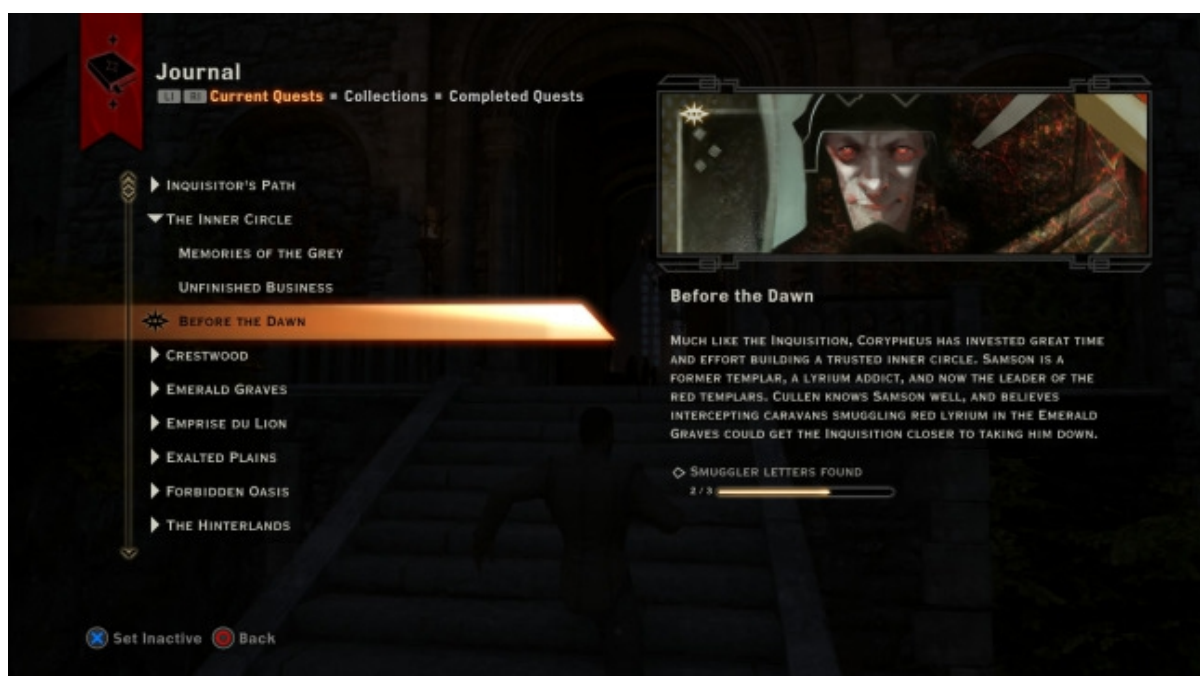 Journal
L1 R1 Current Quests ▪ Collections ▪ Completed Quests
Inquisitor's Path
The Inner Circle
Memories of the Grey
Unfinished Business
Before the Dawn
Crestwood
Emerald Graves
Emprise du Lion
Exalted Plains
Forbidden Oasis
The Hinterlands
Before the Dawn
Much like the Inquisition, Corypheus has invested great time
and effort building a trusted inner circle. Samson is a
former templar, a lyrium addict, and now the leader of the
red templars. Cullen knows Samson well, and believes
intercepting caravans smuggling red lyrium in the Emerald
Graves could get the Inquisition closer to taking him down.
Smuggler letters found
2/3
Set Inactive Back